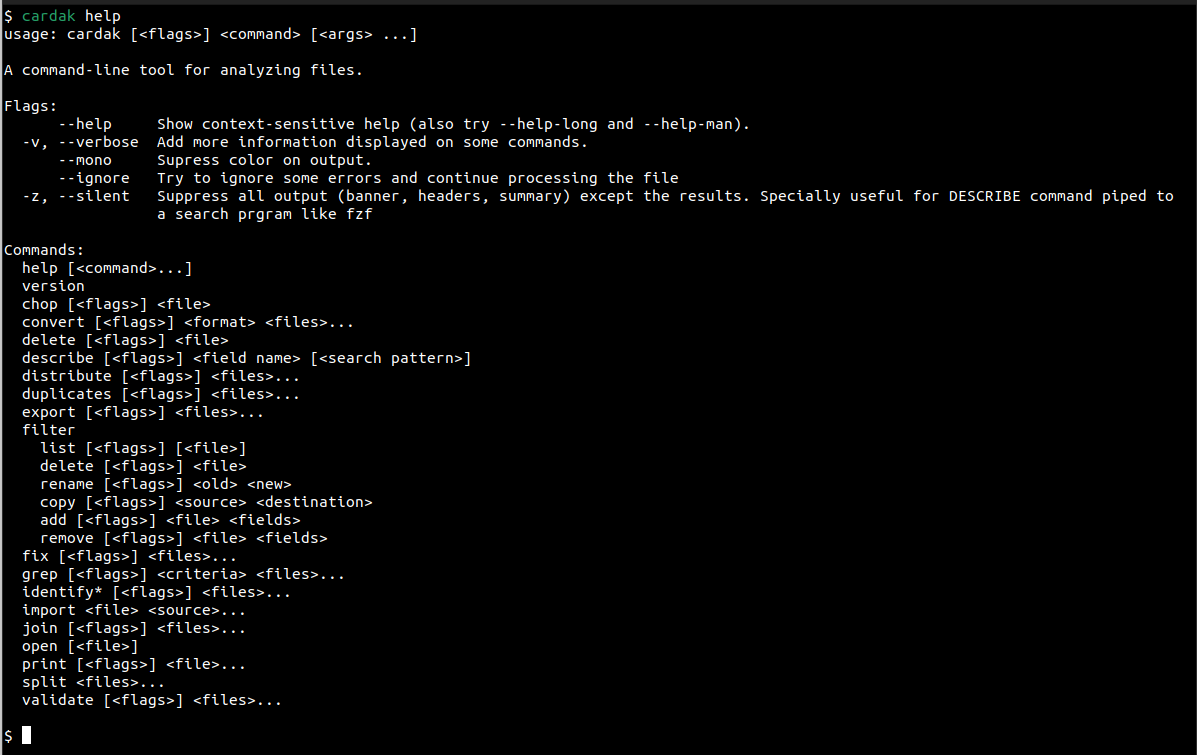 $ cardak help
usage: cardak [<flags>] <command> [<args> ...]
A command-line tool for analyzing files.
Flags:
      --help     Show context-sensitive help (also try --help-long and --help-man).
  -v, --verbose  Add more information displayed on some commands.
      --mono     Supress color on output.
      --ignore   Try to ignore some errors and continue processing the file
  -z, --silent   Suppress all output (banner, headers, summary) except the results. Specially useful for DESCRIBE command piped to
                 a search prgram like fzf
Commands:
  help [<command>...]
  version
  chop [<flags>] <file>
  convert [<flags>] <format> <files>...
  delete [<flags>] <file>
  describe [<flags>] <field name> [<search pattern>]
  distribute [<flags>] <files>...
  duplicates [<flags>] <files>...
  export [<flags>] <files>...
  filter
    list [<flags>] [<file>]
    delete [<flags>] <file>
    rename [<flags>] <old> <new>
    copy [<flags>] <source> <destination>
    add [<flags>] <file> <fields>
    remove [<flags>] <file> <fields>
  fix [<flags>] <files>...
  grep [<flags>] <criteria> <files>...
  identify* [<flags>] <files>...
  import <file> <source>...
  join [<flags>] <files>...
  open [<file>]
  print [<flags>] <file>...
  split <files>...
  validate [<flags>] <files>...
$